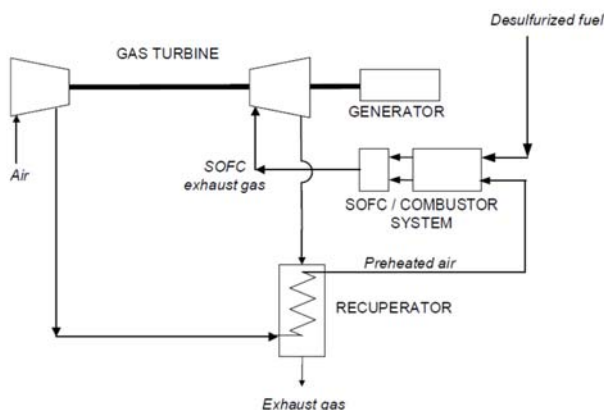 Desulfurized fuel
GAS TURBINE
GENERATOR
Air
SOFC
exhaust gas
SOFC / COMBUSTOR
SYSTEM
Preheated air
RECUPERATOR
Exhaust gas